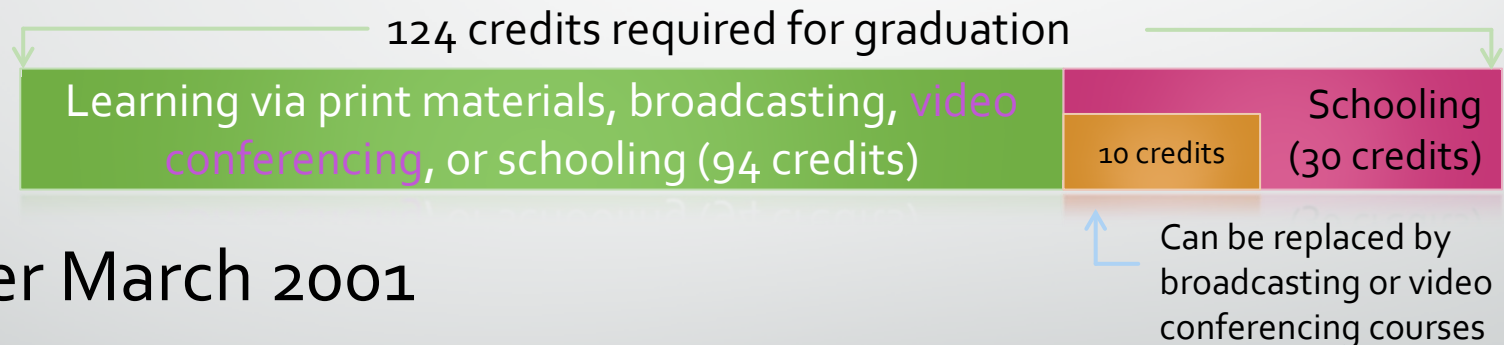 124 credits required for graduation
Learning via print materials, broadcasting, video
conferencing, or schooling (94 credits)
10 credits
Schooling
(30 credits)
Can be replaced by
broadcasting or video
conferencing courses
er March 2001